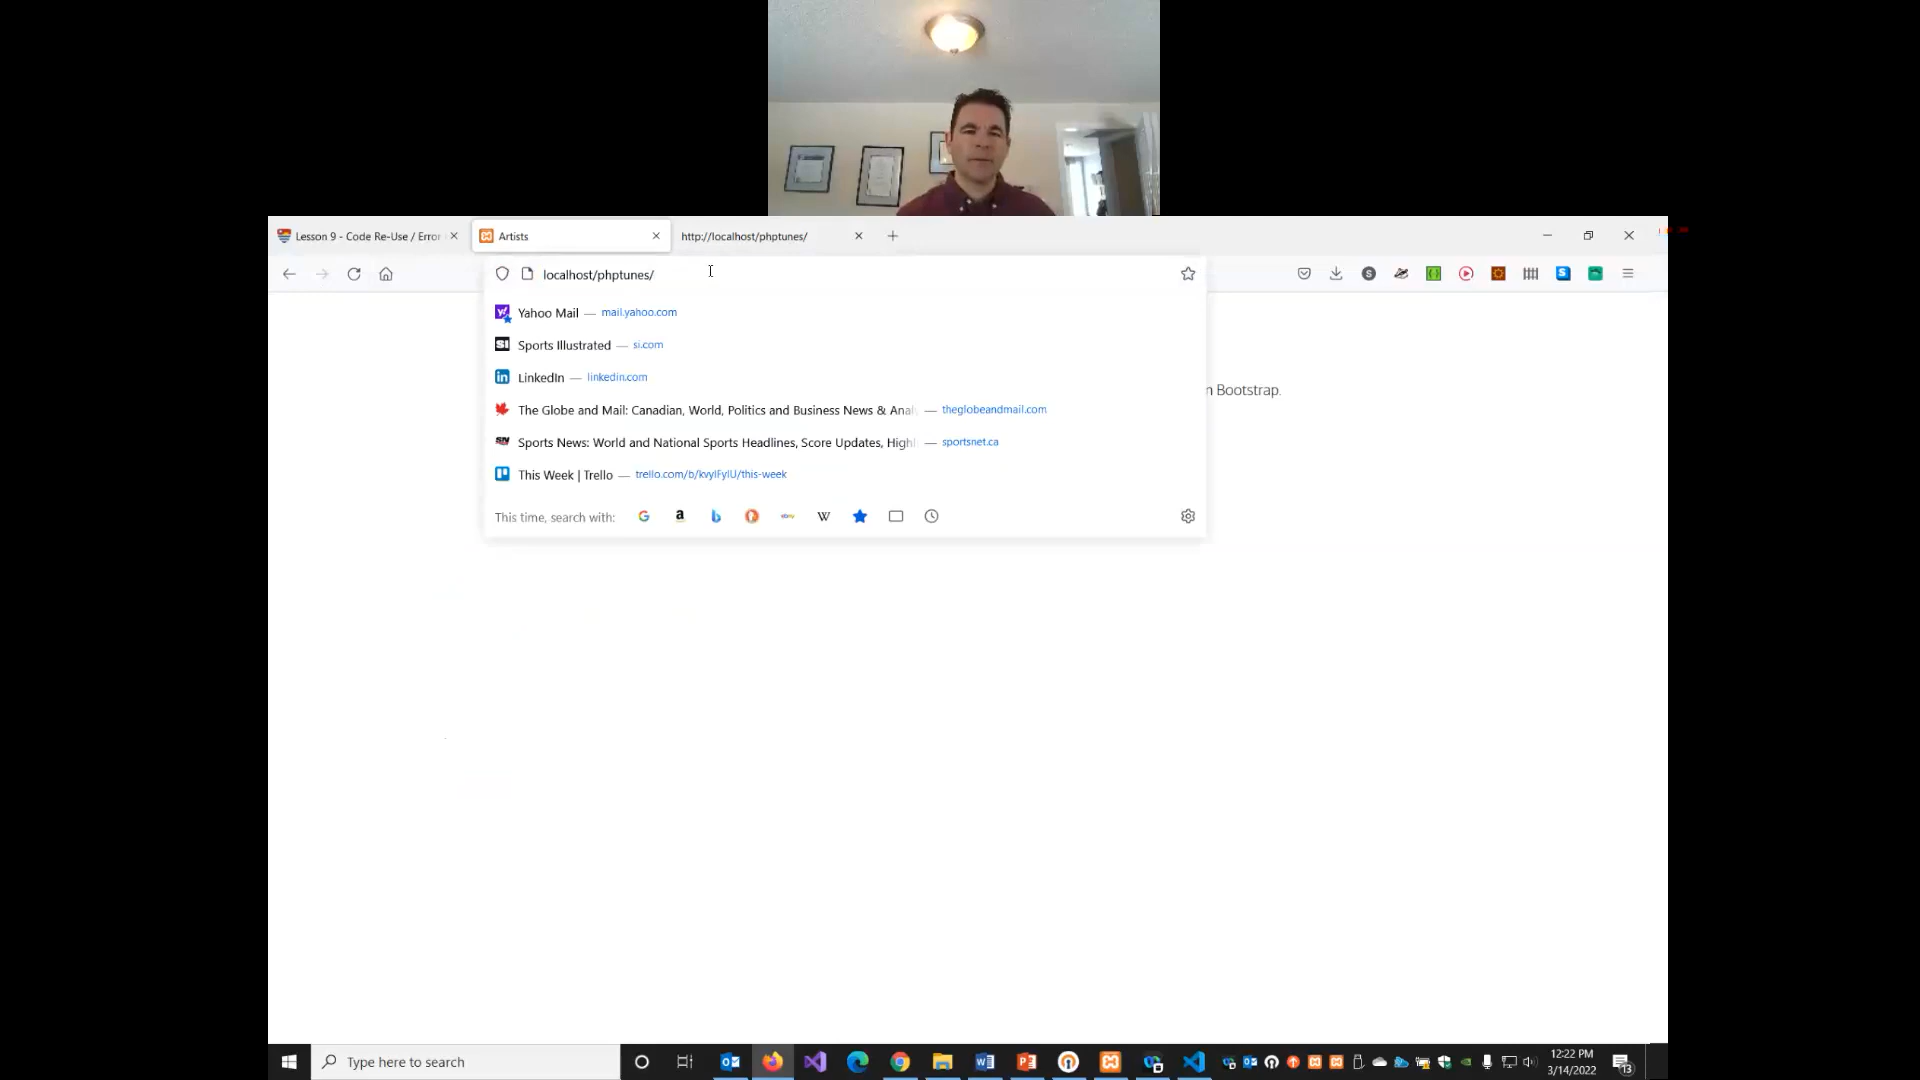 Lesson 9 - Code Re-Use / Error
Artists
http://localhost/phptunes/
localhost/phptunes/
Yahoo Mail — mail.yahoo.com
Sports Illustrated — si.com
LinkedIn — linkedin.com
n Bootstrap.
The Globe and Mail: Canadian, World, Politics and Business News & Anal — theglobeandmail.com
Sports News: World and National Sports Headlines, Score Updates, Highl — sportsnet.ca
This Week | Trello — trello.com/b/kvylFylU/this-week
This time, search with:
Type here to search
12:22 PM
3/14/2022
13